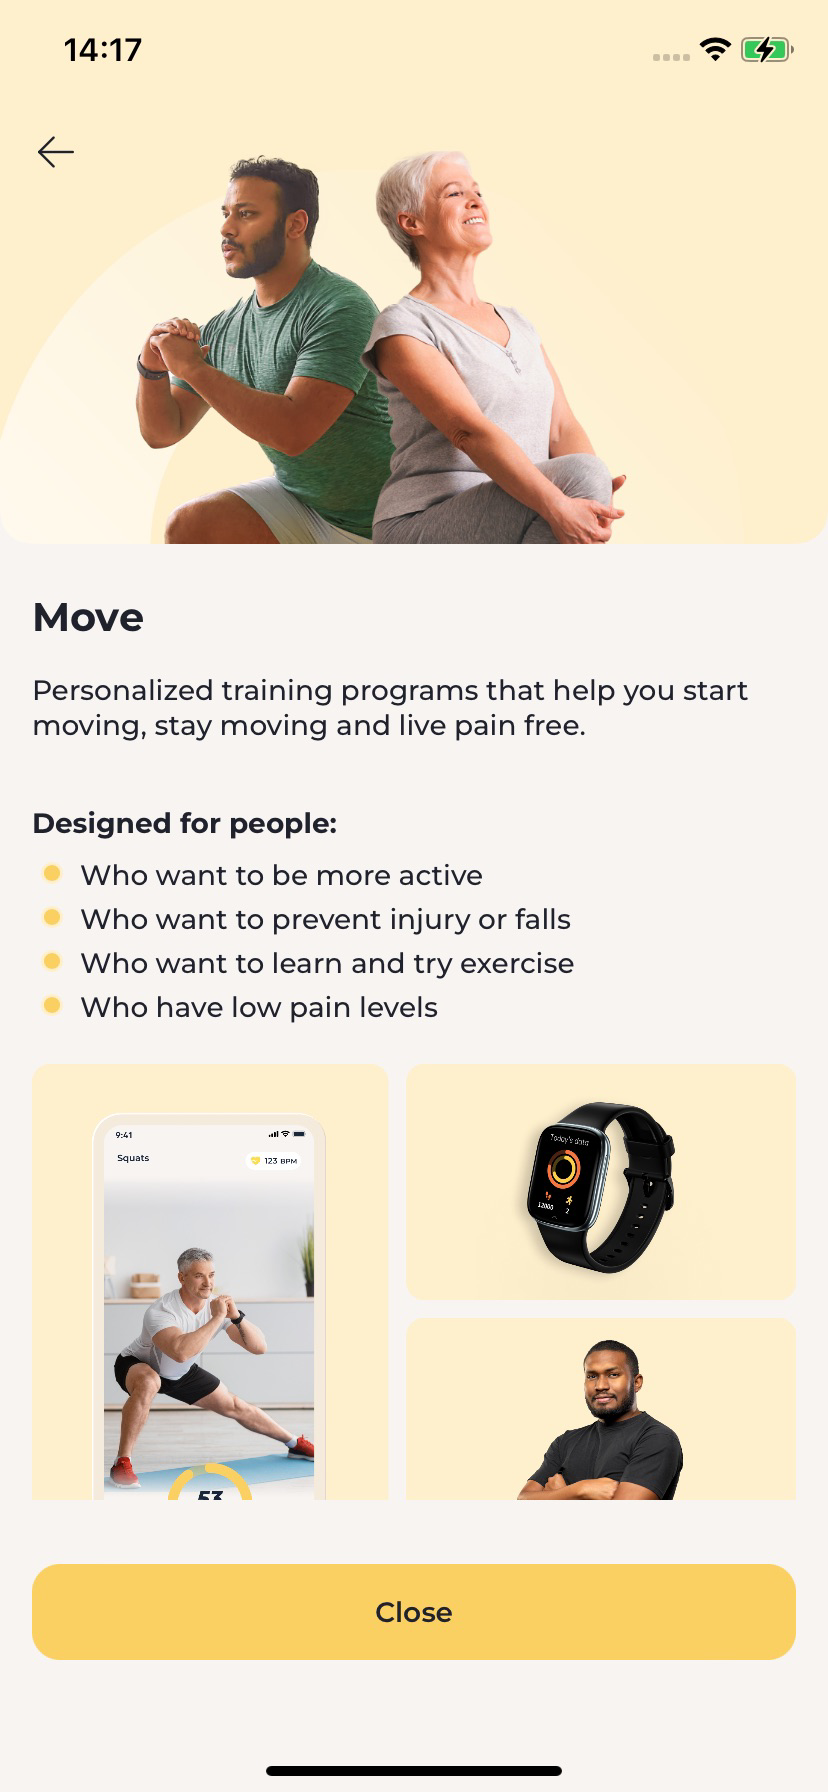 14:17
Move
Personalized training programs that help you start
moving, stay moving and live pain free.
Designed for people:
Who want to be more active
Who want to prevent injury or falls
Who want to learn and try exercise
Who have low pain levels
9:41
Squats
123 BPM
53
Today's data
12000
2
Close